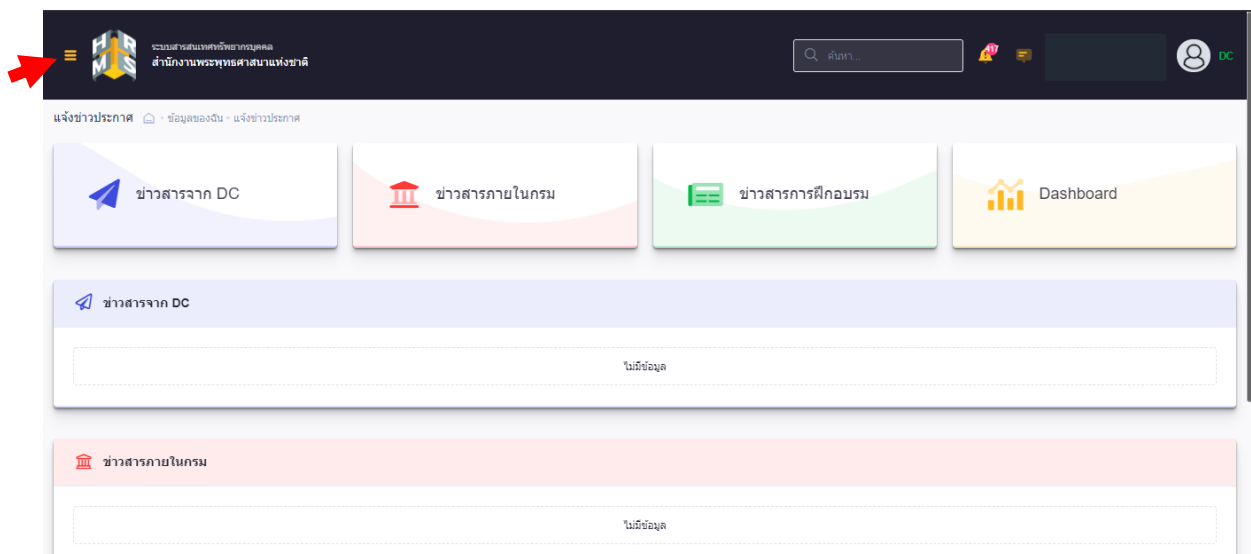 HR
MS
ระบบสารสนเทศทรัพยากรบุคคล
สำนักงานพระพุทธศาสนาแห่งชาติ
ค้นหา...
417
DC
แจ้งข่าวประกาศ - ข้อมูลของฉัน - แจ้งข่าวประกาศ
ข่าวสารจาก DC
ข่าวสารภายในกรม
ข่าวสารการฝึกอบรม
Dashboard
ข่าวสารจาก DC
ไม่มีข้อมูล
ข่าวสารภายในกรม
ไม่มีข้อมูล